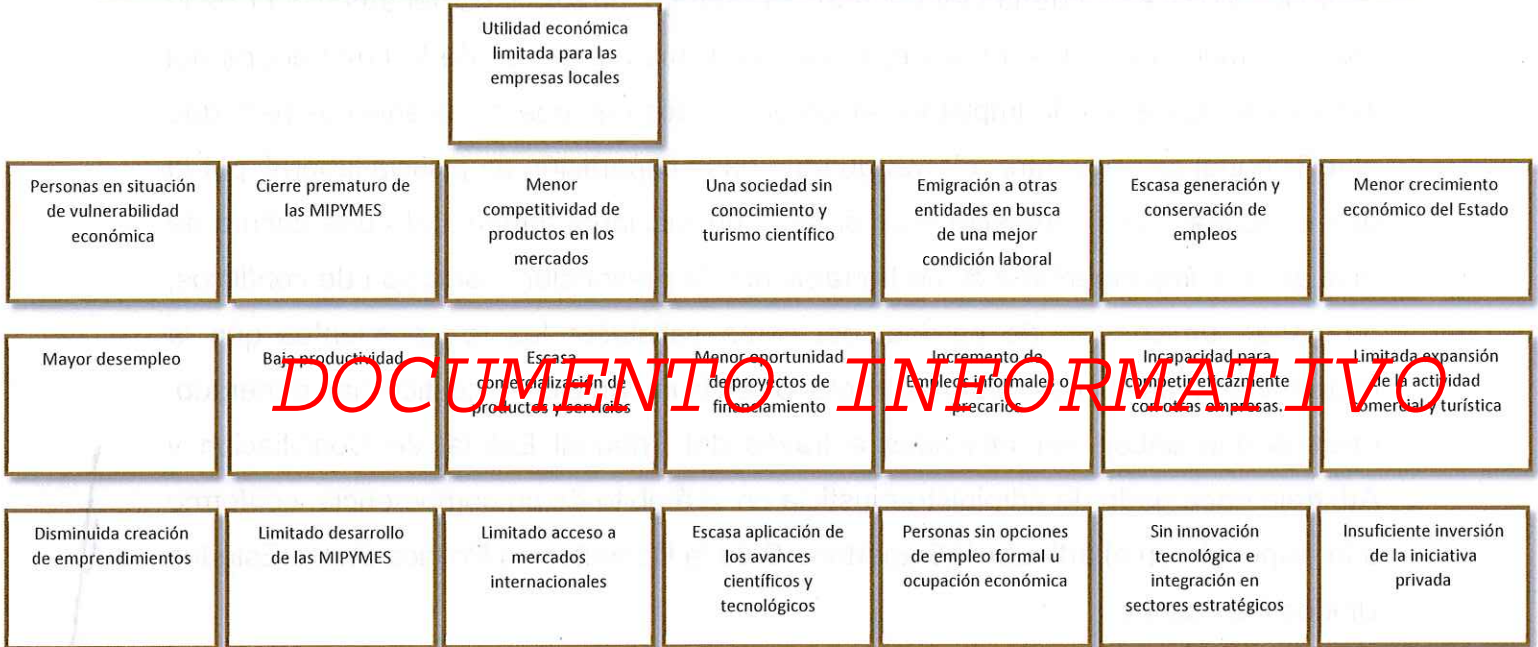 Utilidad económica
limitada para las
empresas locales
Personas en situación
de vulnerabilidad
económica
Cierre prematuro de
las MIPYMES
Menor
competitividad de
productos en los
mercados
Una sociedad sin
conocimiento y
turismo científico
Emigración a otras
entidades en busca
de una mejor
condición laboral
Escasa generación y
conservación de
empleos
Menor crecimiento
económico del Estado
Mayor desempleo
Baja productividad
Escasa
comercialización de
productos y servicios
Menor oportunidad
de proyectos de
financiamiento
Incremento de
Empleos informales o
precarios
Incapacidad para
competir eficazmente
con otras empresas.
Limitada expansión
de la actividad
comercial y turística
DOCUMENTO INFORMATIVO
Disminuida creación
de emprendimientos
Limitado desarrollo
de las MIPYMES
Limitado acceso a
mercados
internacionales
Escasa aplicación de
los avances
científicos y
tecnológicos
Personas sin opciones
de empleo formal u
ocupación económica
Sin innovación
tecnológica e
integración en
sectores estratégicos
Insuficiente inversión
de la iniciativa
privada